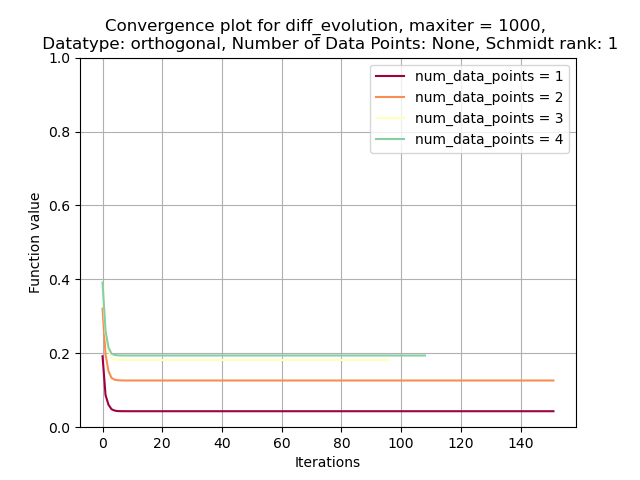 Convergence plot for diff_evolution, maxiter = 1000,
Datatype: orthogonal, Number of Data Points: None, Schmidt rank: 1
num_data_points = 1
num_data_points = 2
num_data_points = 3
num_data_points = 4
Function value
1.0
0.8
0.6
0.4
0.2
0.0
0 20 40 60 80 100 120 140
Iterations